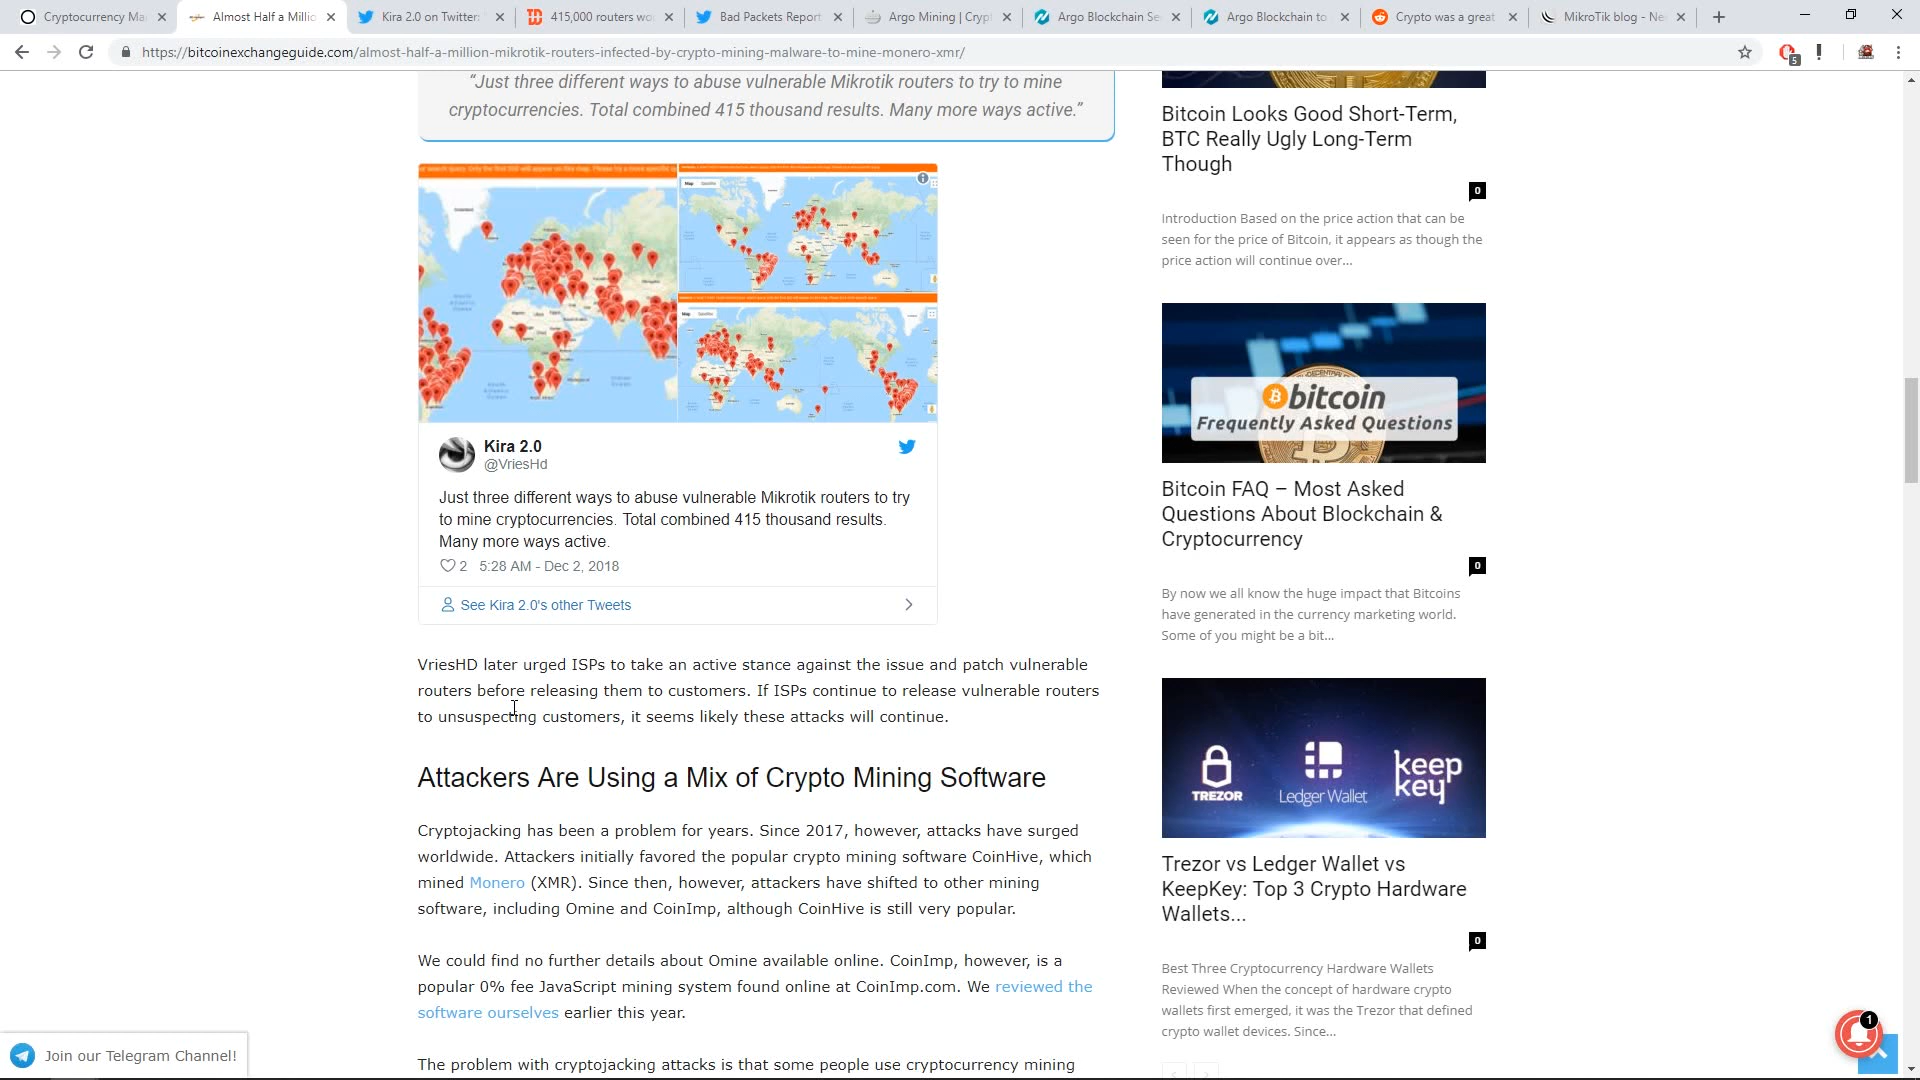 Cryptocurrency Ma
Almost Half a Millio
Kira 2.0 on Twitter:
415,000 routers wo
Bad Packets Report
Argo Mining | Crypt
Argo Blockchain Se
Argo Blockchain to
Crypto was a great
MikroTik blog - Ne
https://bitcoinexchangeguide.com/almost-half-a-million-mikrotik-routers-infected-by-crypto-mining-malware-to-mine-monero-xmr/
5
“Just three different ways to abuse vulnerable Mikrotik routers to try to mine
cryptocurrencies. Total combined 415 thousand results. Many more ways active.”
Kira 2.0
@VriesHd
Just three different ways to abuse vulnerable Mikrotik routers to try
to mine cryptocurrencies. Total combined 415 thousand results.
Many more ways active.
2 5:28 AM - Dec 2, 2018
See Kira 2.0's other Tweets
VriesHD later urged ISPs to take an active stance against the issue and patch vulnerable
routers before releasing them to customers. If ISPs continue to release vulnerable routers
to unsuspecting customers, it seems likely these attacks will continue.
Attackers Are Using a Mix of Crypto Mining Software
Cryptojacking has been a problem for years. Since 2017, however, attacks have surged
worldwide. Attackers initially favored the popular crypto mining software CoinHive, which
mined Monero (XMR). Since then, however, attackers have shifted to other mining
software, including Omine and CoinImp, although CoinHive is still very popular.
We could find no further details about Omine available online. CoinImp, however, is a
popular 0% fee JavaScript mining system found online at CoinImp.com. We reviewed the
software ourselves earlier this year.
The problem with cryptojacking attacks is that some people use cryptocurrency mining
Bitcoin Looks Good Short-Term,
BTC Really Ugly Long-Term
Though
0
Introduction Based on the price action that can be
seen for the price of Bitcoin, it appears as though the
price action will continue over...
bitcoin
Frequently Asked Questions
Bitcoin FAQ – Most Asked
Questions About Blockchain &
Cryptocurrency
0
By now we all know the huge impact that Bitcoins
have generated in the currency marketing world.
Some of you might be a bit...
TREZOR
Ledger Wallet
keep
key
Trezor vs Ledger Wallet vs
KeepKey: Top 3 Crypto Hardware
Wallets...
0
Best Three Cryptocurrency Hardware Wallets
Reviewed When the concept of hardware crypto
wallets first emerged, it was the Trezor that defined
crypto wallet devices. Since...
1
Join our Telegram Channel!